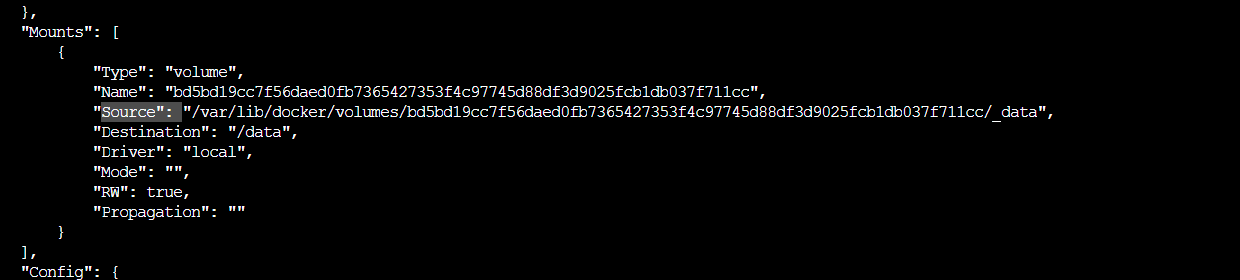 },
"Mounts": [
{
"Type": "volume",
"Name": "bd5bd19cc7f56daed0fb7365427353f4c97745d88df3d9025fcb1db037f711cc",
"Source": "/var/lib/docker/volumes/bd5bd19cc7f56daed0fb7365427353f4c97745d88df3d9025fcb1db037f711cc/_data",
"Destination": "/data",
"Driver": "local",
"Mode": "",
"RW": true,
"Propagation": ""
}
],
"Config": {